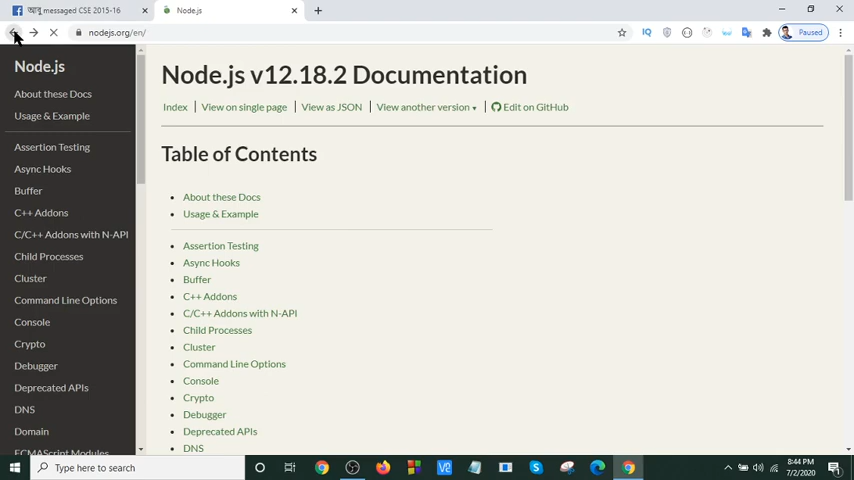 আবু messaged CSE 2015-16
Node.js
nodejs.org/en/
Paused
Node.js
About these Docs
Usage & Example
Assertion Testing
Async Hooks
Buffer
C++ Addons
C/C++ Addons with N-API
Child Processes
Cluster
Command Line Options
Console
Crypto
Debugger
Deprecated APIs
DNS
Domain
ECMAScript Modules
Node.js v12.18.2 Documentation
Index View on single page View as JSON View another version ▾ Edit on GitHub
Table of Contents
About these Docs
Usage & Example
Assertion Testing
Async Hooks
Buffer
C++ Addons
C/C++ Addons with N-API
Child Processes
Cluster
Command Line Options
Console
Crypto
Debugger
Deprecated APIs
DNS
Type here to search
8:44 PM
7/2/2020